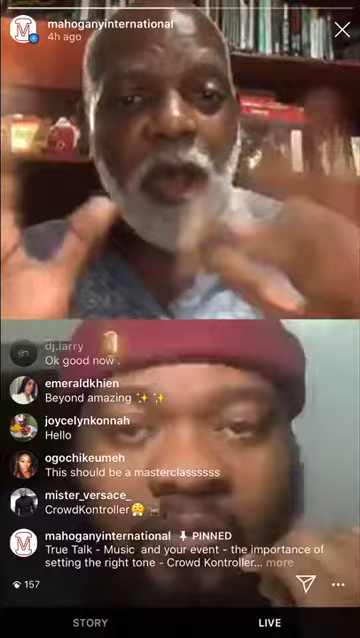 mahoganyinternational
4h ago
dj.larry
Ok good now .
emeraldkhien
Beyond amazing ✨ ✨
joycelynkonnah
Hello
ogochikeumeh
This should be a masterclassssss
mister_versace_
CrowdKontroller
mahoganyinternational PINNED
True Talk - Music and your event - the importance of
setting the right tone - Crowd Kontroller... more
157
STORY LIVE